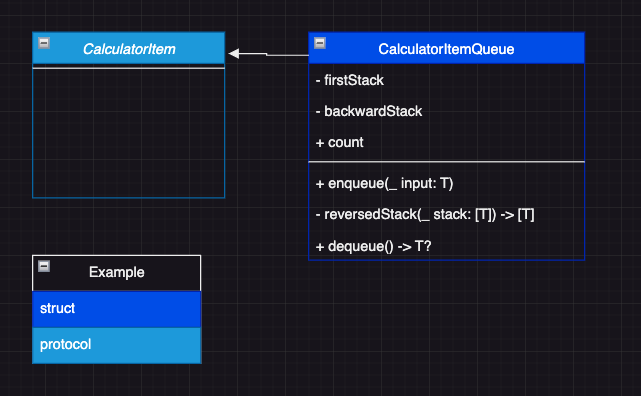 CalculatorItem
CalculatorItemQueue
- firstStack
- backwardStack
+ count
+ enqueue(_ input: T)
- reversedStack(_ stack: [T]) -> [T]
+ dequeue() -> T?
Example
struct
protocol